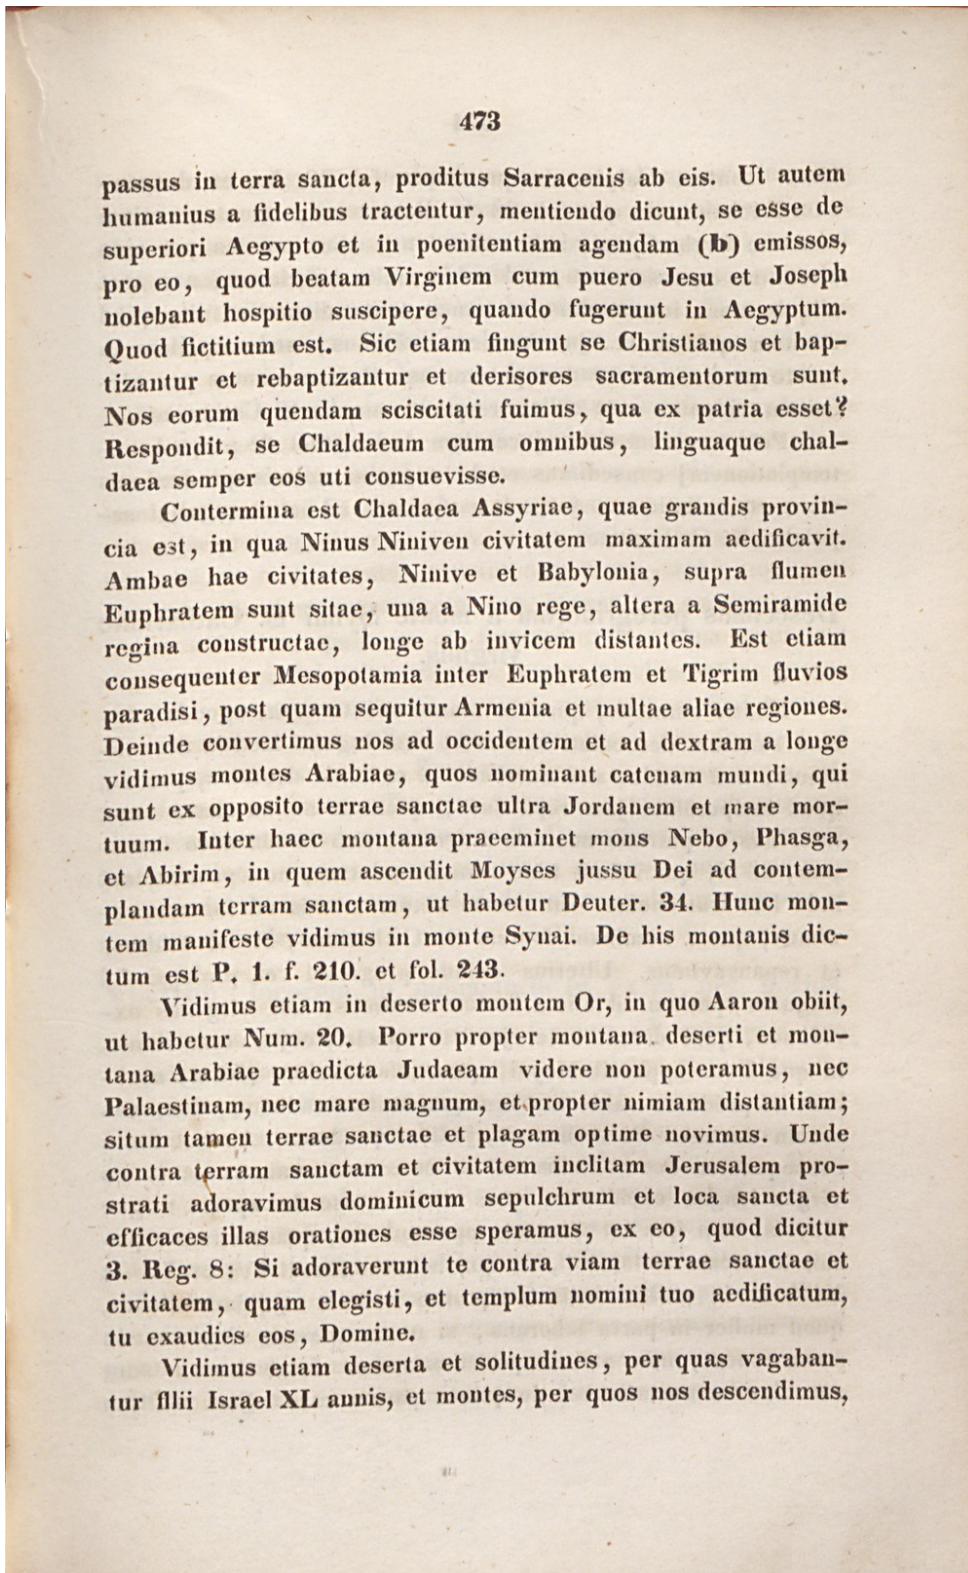 473
passus in terra sancta, proditus Sarracenis ab eis. Ut autem
humanius a fidelibus tractentur, mentiendo dicunt, se esse de
superiori Aegypto et in poenitentiam agendam (b) emissos,
pro eo, quod beatam Virginem cum puero Jesu et Joseph
nolebant hospitio suscipere, quando fugerunt in Aegyptum.
Quod fictitium est. Sic etiam fingunt se Christianos et bap-
tizantur et rebaptizantur et derisores sacramentorum sunt.
Nos eorum quendam sciscitati fuimus, qua ex patria esset?
Respondit, se Chaldaeum cum omnibus, linguaque chal-
daea semper eos uti consuevisse.
Contermina est Chaldaea Assyriae, quae grandis provin-
cia est, in qua Ninus Niniven civitatem maximam aedificavit.
Ambae hae civitates, Ninive et Babylonia, supra flumen
Euphratem sunt sitae, una a Nino rege, altera a Semiramide
regina constructae, longe ab invicem distantes. Est etiam
consequenter Mesopotamia inter Euphratem et Tigrim fluvios
paradisi, post quam sequitur Armenia et multae aliae regiones.
Deinde convertimus nos ad occidentem et ad dextram a longe
vidimus montes Arabiae, quos nominant catenam mundi, qui
sunt ex opposito terrae sanctae ultra Jordanem et mare mor-
tuum. Inter haec montana praeeminet mons Nebo, Phasga,
et Abirim, in quem ascendit Moyses jussu Dei ad contem-
plandam terram sanctam, ut habetur Deuter. 34. Hunc mon-
tem manifeste vidimus in monte Synai. De his montanis dic-
tum est P. 1. f. 210. et fol. 243.
Vidimus etiam in deserto montem Or, in quo Aaron obiit,
ut habetur Num. 20. Porro propter montana deserti et mon-
tana Arabiae praedicta Judaeam videre non poteramus, nec
Palaestinam, nec mare magnum, et propter nimiam distantiam;
situm tamen terrae sanctae et plagam optime novimus. Unde
contra terram sanctam et civitatem inclitam Jerusalem pro-
strati adoravimus dominicum sepulchrum et loca sancta et
efficaces illas orationes esse speramus, ex eo, quod dicitur
3. Reg. 8: Si adoraverunt te contra viam terrae sanctae et
civitatem, quam elegisti, et templum nomini tuo aedificatum,
tu exaudies eos, Domine.
Vidimus etiam deserta et solitudines, per quas vagaban-
tur filii Israel XL annis, et montes, per quos nos descendimus,